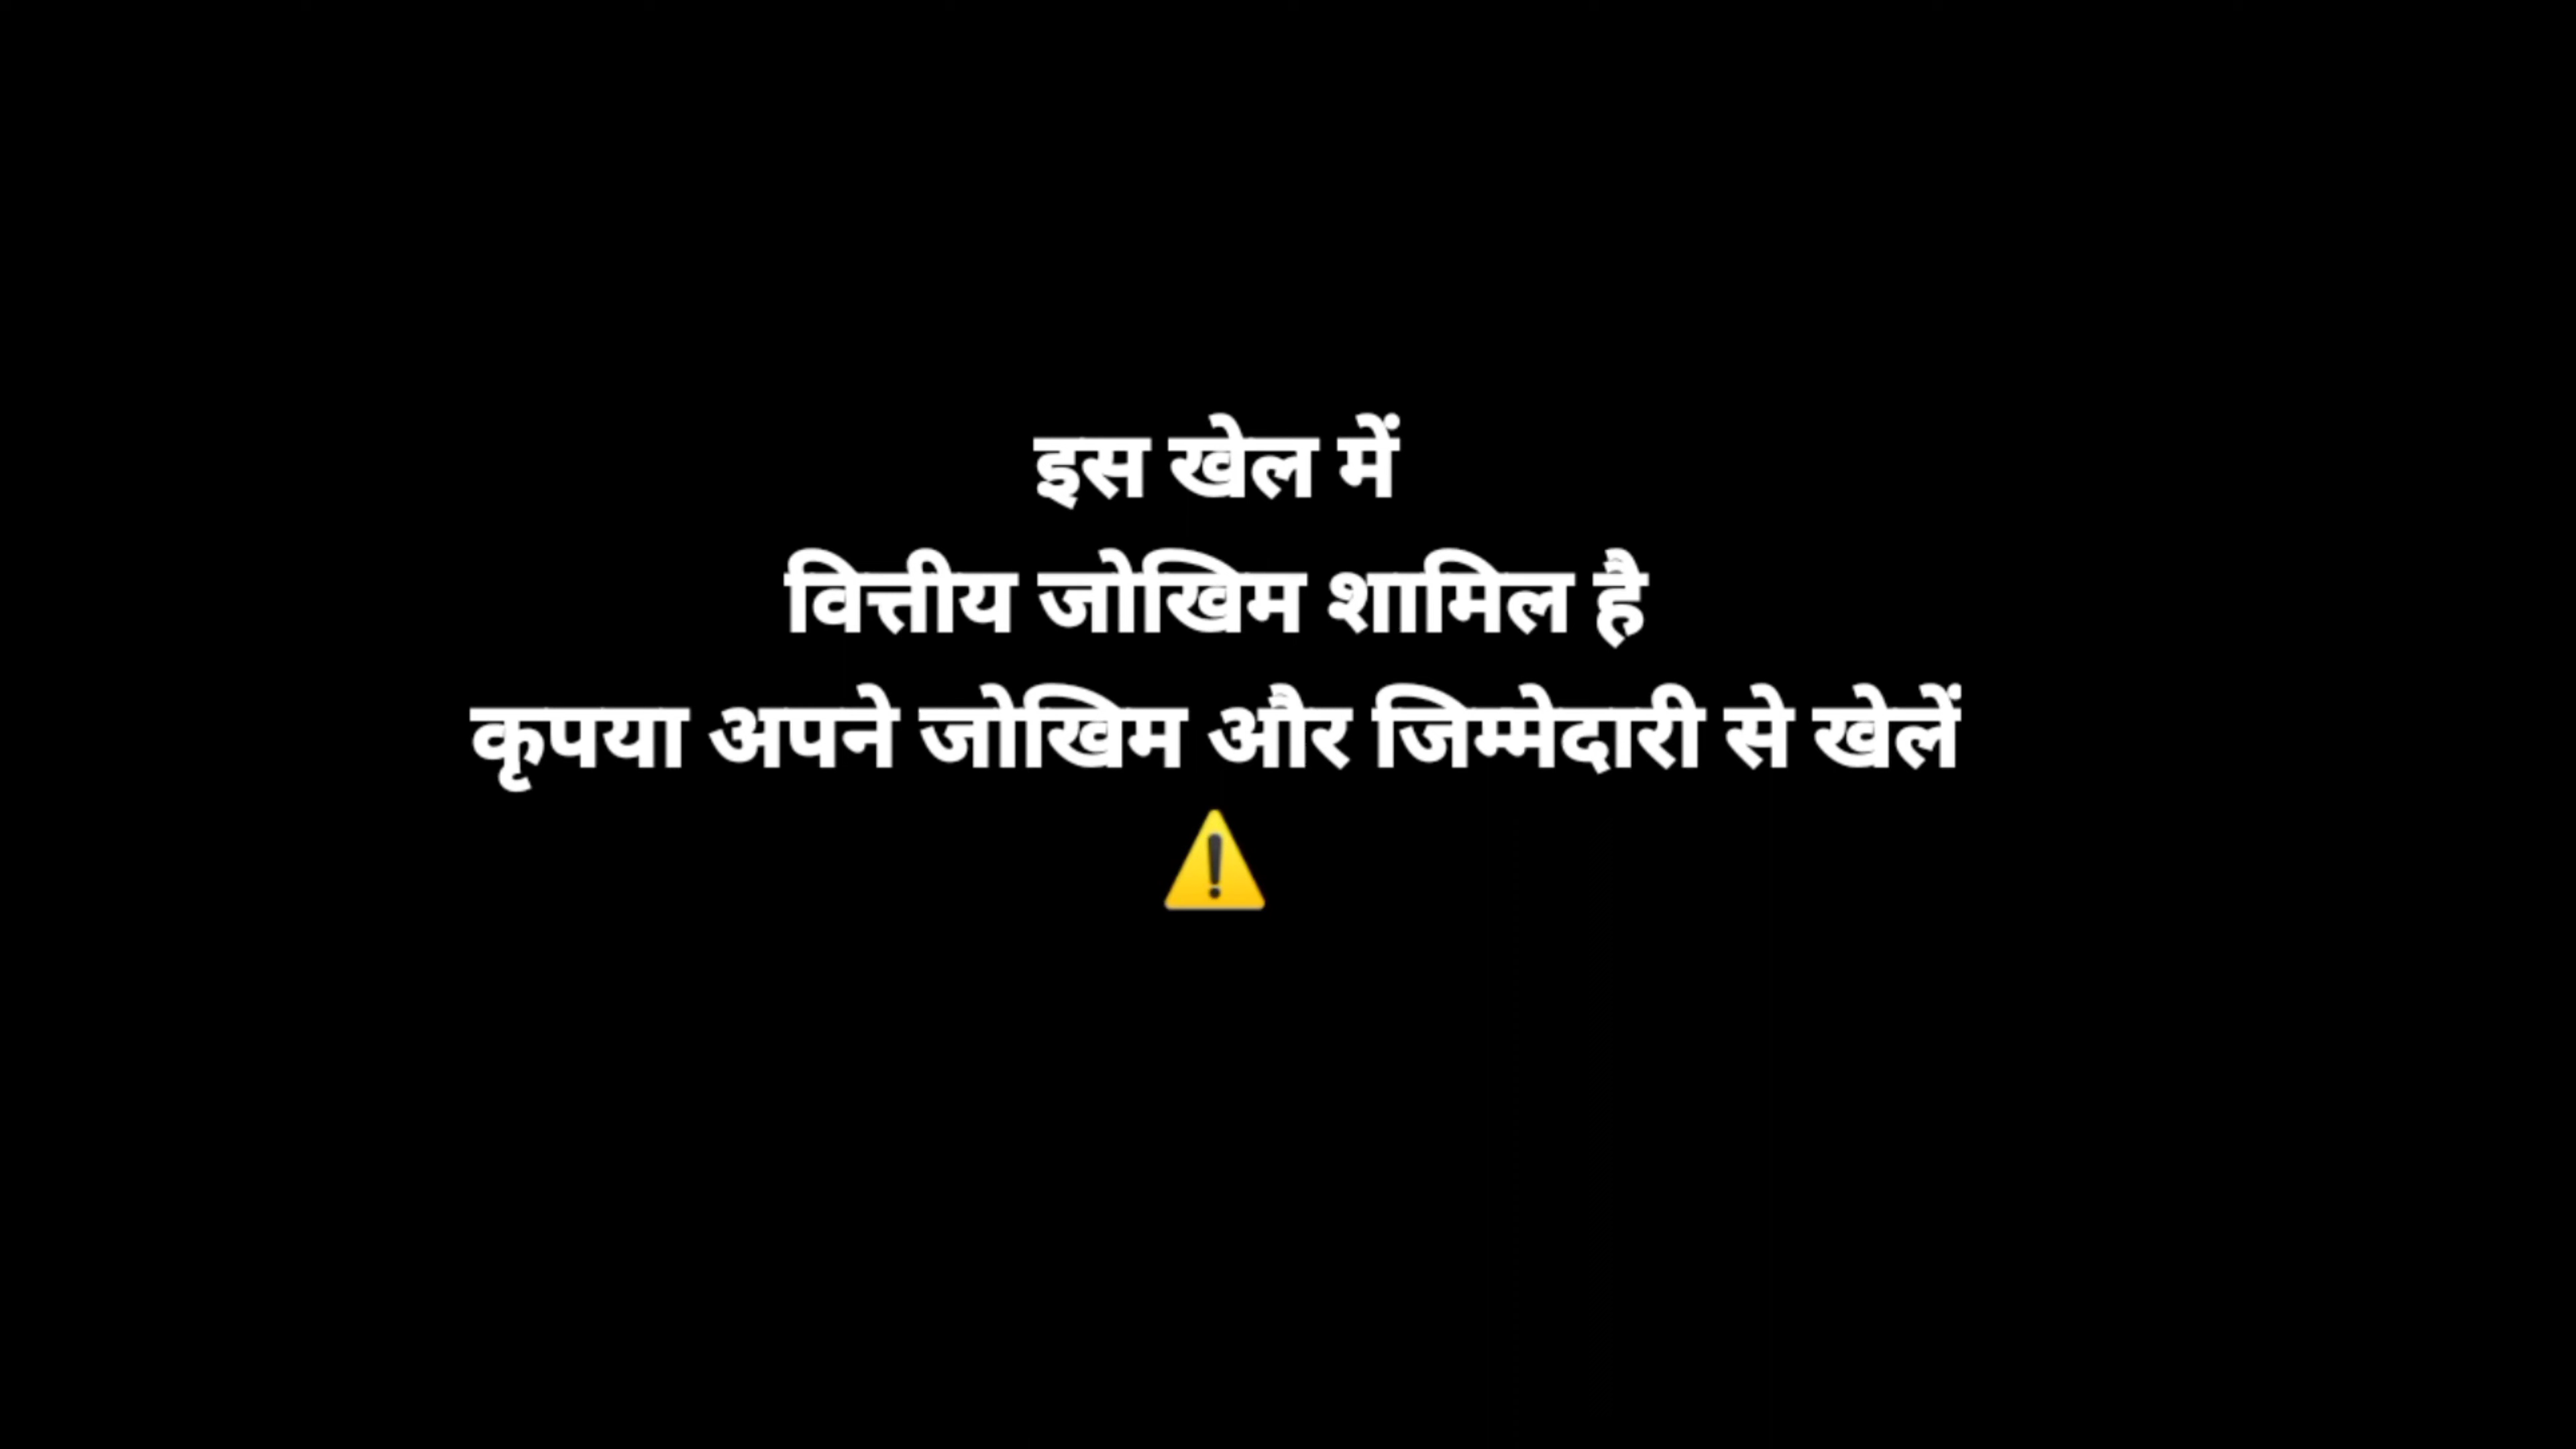 इस खेल में
वित्तीय जोखिम शामिल है
कृपया अपने जोखिम और जिम्मेदारी से खेलें
⚠️